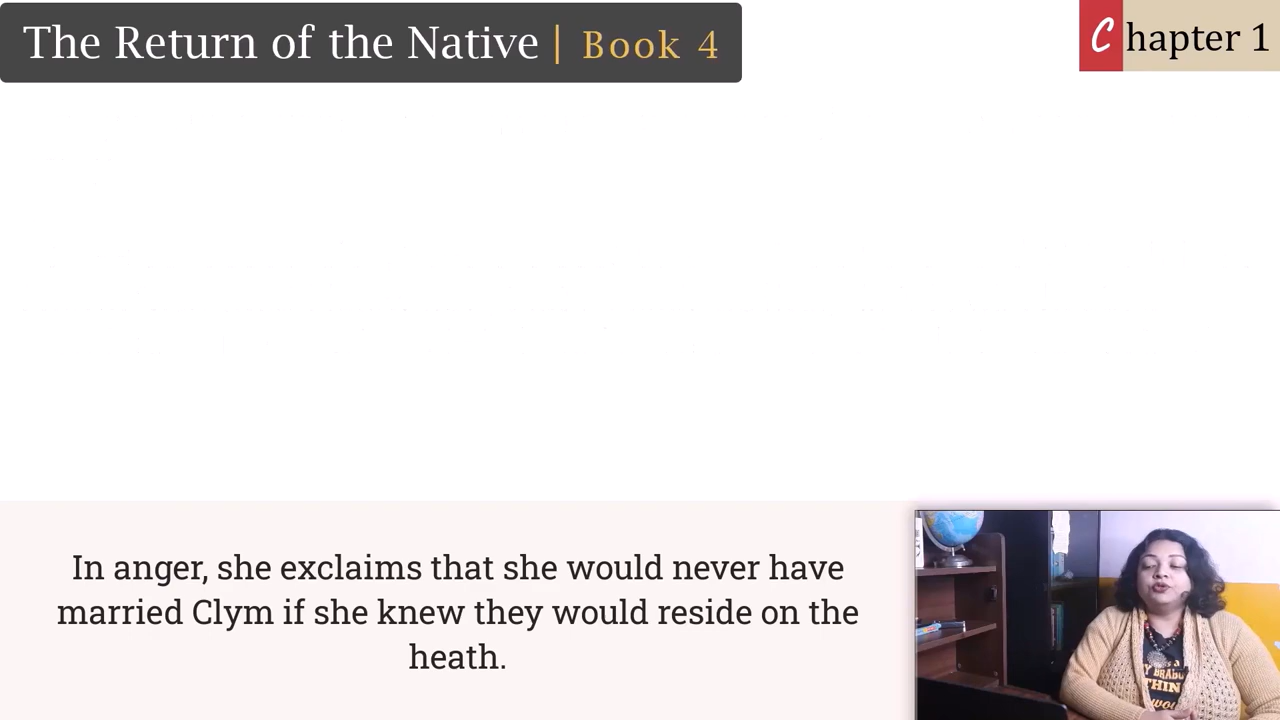 The Return of the Native | Book 4
Chapter 1
In anger, she exclaims that she would never have
married Clym if she knew they would reside on the
heath.
THIN